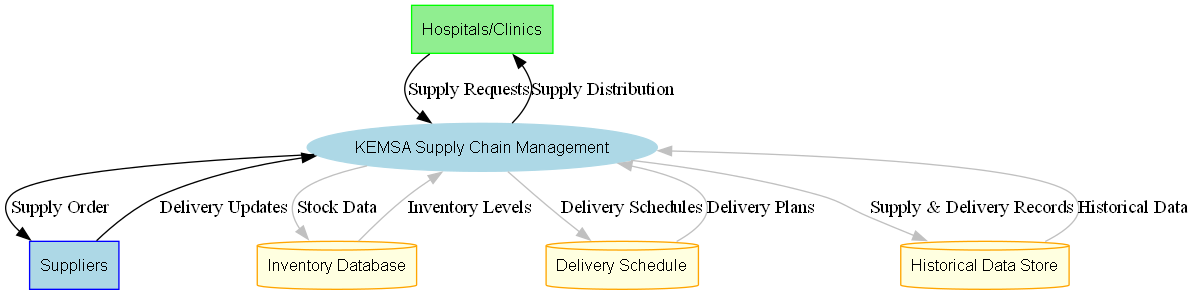 Hospitals/Clinics
Supply Requests
Supply Distribution
KEMSA Supply Chain Management
Supply Order
Delivery Updates
Stock Data
Inventory Levels
Delivery Schedules
Delivery Plans
Supply & Delivery Records
Historical Data
Suppliers
Inventory Database
Delivery Schedule
Historical Data Store